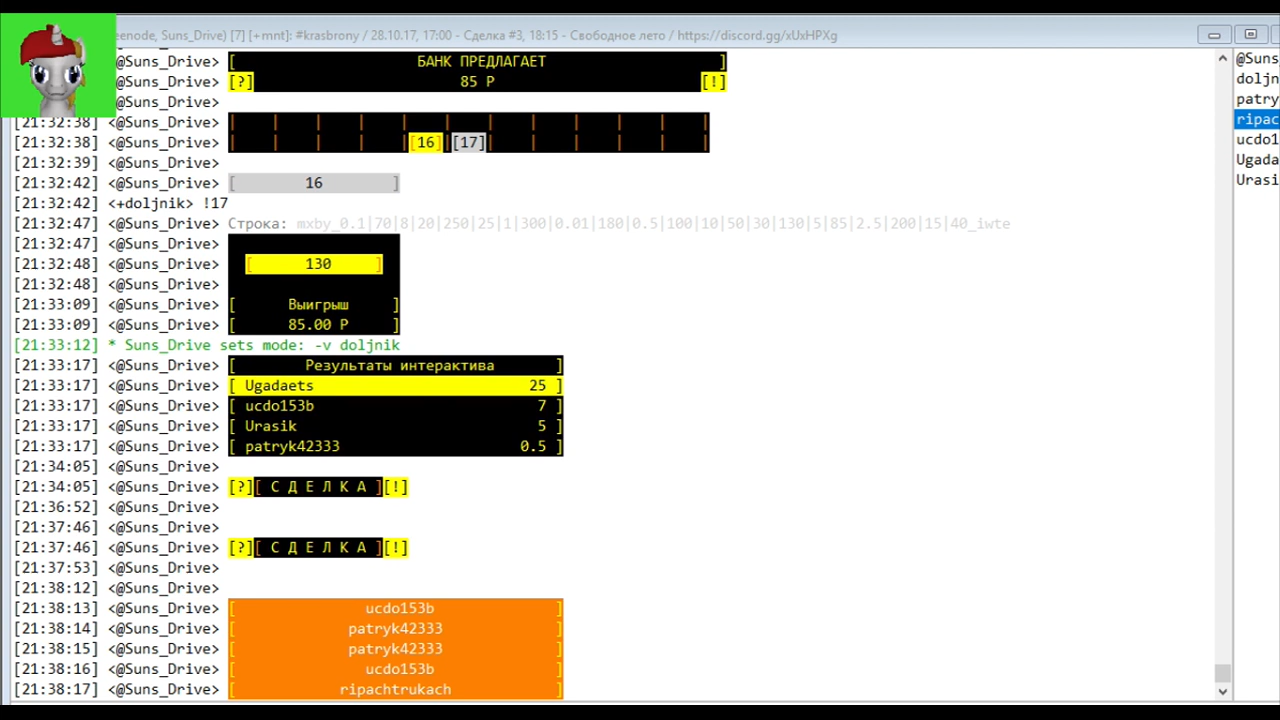 eenode, Suns_Drive) [7] [+mnt]: #krasbrony / 28.10.17, 17:00 - Сделка #3, 18:15 - Свободное лето / https://discord.gg/xUxHPXg
@Suns_Drive> [ БАНК ПРЕДЛАГАЕТ ] @Suns
@Suns_Drive> [?] 85 Р [!] doljn
@Suns_Drive> patry
[21:32:38] <@Suns_Drive> | | | | | | | | | | | | ripac
[21:32:38] <@Suns_Drive> | | | | |[16]|[17]| | | | | | ucdo1
[21:32:39] <@Suns_Drive> Ugada
[21:32:42] <@Suns_Drive> [ 16 ] Urasi
[21:32:42] <+doljnik> !17
[21:32:47] <@Suns_Drive> Строка: mxby_0.1|70|8|20|250|25|1|300|0.01|180|0.5|100|10|50|30|130|5|85|2.5|200|15|40_iwte
[21:32:47] <@Suns_Drive>
[21:32:48] <@Suns_Drive> [ 130 ]
[21:32:48] <@Suns_Drive>
[21:33:09] <@Suns_Drive> [ Выигрыш ]
[21:33:09] <@Suns_Drive> [ 85.00 Р ]
[21:33:12] * Suns_Drive sets mode: -v doljnik
[21:33:17] <@Suns_Drive> [ Результаты интерактива ]
[21:33:17] <@Suns_Drive> [ Ugadaets 25 ]
[21:33:17] <@Suns_Drive> [ ucdo153b 7 ]
[21:33:17] <@Suns_Drive> [ Urasik 5 ]
[21:33:17] <@Suns_Drive> [ patryk42333 0.5 ]
[21:34:05] <@Suns_Drive>
[21:34:05] <@Suns_Drive> [?][ С Д Е Л К А ][!]
[21:36:52] <@Suns_Drive>
[21:37:46] <@Suns_Drive>
[21:37:46] <@Suns_Drive> [?][ С Д Е Л К А ][!]
[21:37:53] <@Suns_Drive>
[21:38:12] <@Suns_Drive>
[21:38:13] <@Suns_Drive> [ ucdo153b ]
[21:38:14] <@Suns_Drive> [ patryk42333 ]
[21:38:15] <@Suns_Drive> [ patryk42333 ]
[21:38:16] <@Suns_Drive> [ ucdo153b ]
[21:38:17] <@Suns_Drive> [ ripachtrukach ]